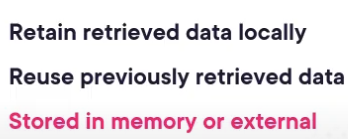 Retain retrieved data locally
Reuse previously retrieved data
Stored in memory or external